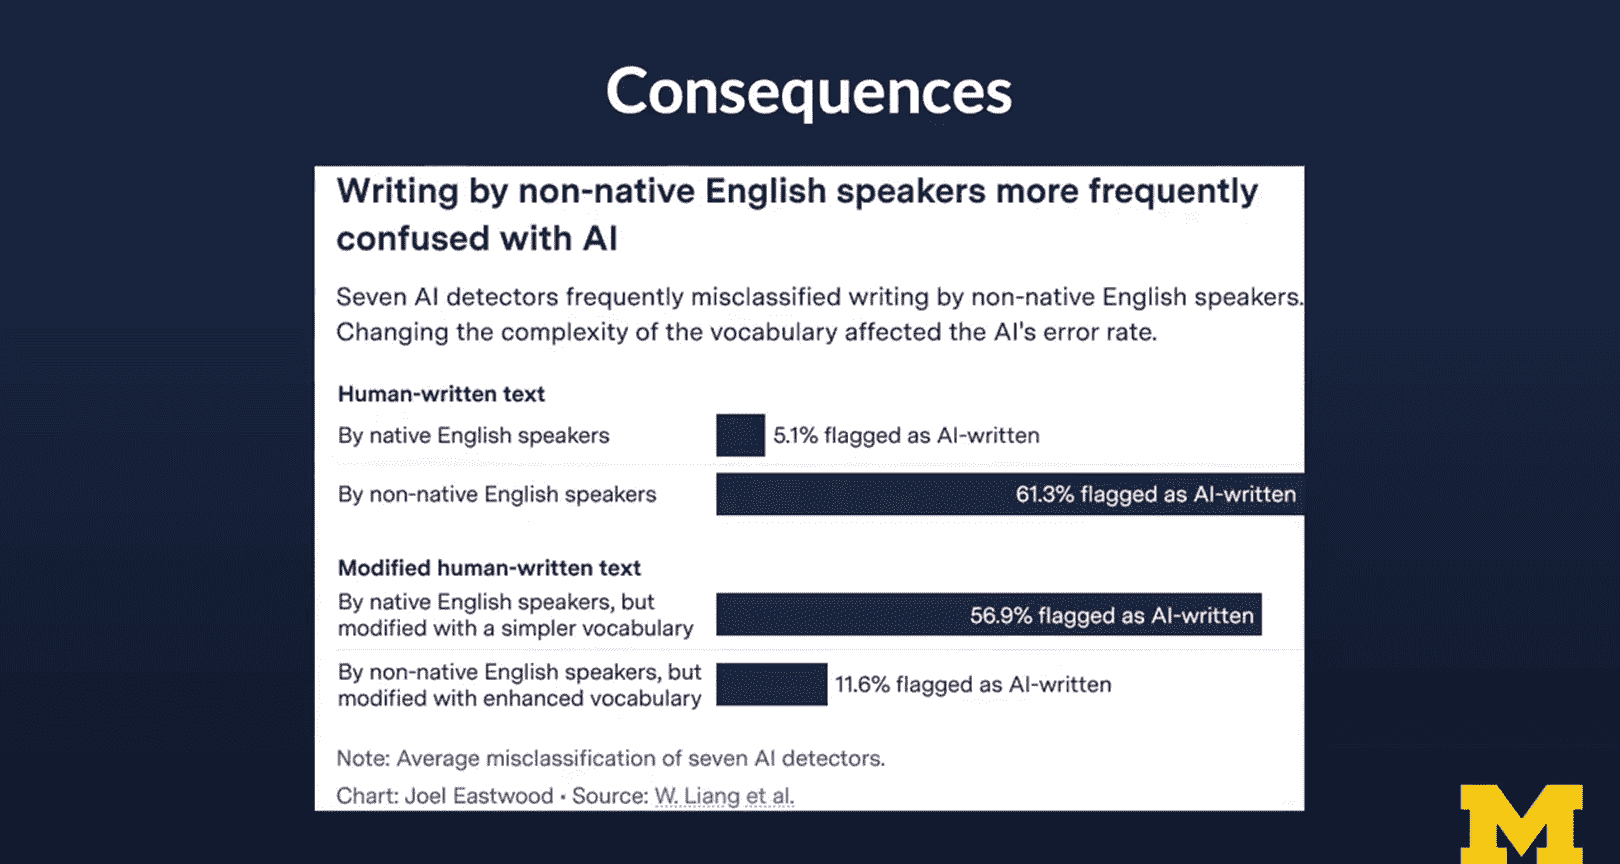 Consequences
Writing by non-native English speakers more frequently
confused with AI
Seven AI detectors frequently misclassified writing by non-native English speakers.
Changing the complexity of the vocabulary affected the AI's error rate.
Human-written text
By native English speakers 5.1% flagged as AI-written
By non-native English speakers 61.3% flagged as AI-written
Modified human-written text
By native English speakers, but
modified with a simpler vocabulary 56.9% flagged as AI-written
By non-native English speakers, but
modified with enhanced vocabulary 11.6% flagged as AI-written
Note: Average misclassification of seven AI detectors.
Chart: Joel Eastwood • Source: W. Liang et al.
M